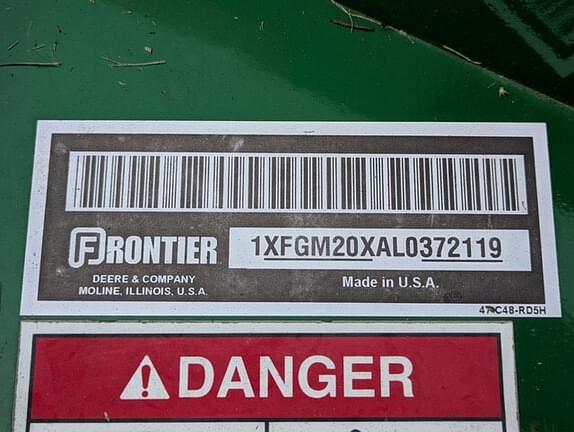 FRONTIER
1XFGM20XAL0372119
DEERE & COMPANY
MOLINE, ILLINOIS, U.S.A.
Made in U.S.A.
DANGER